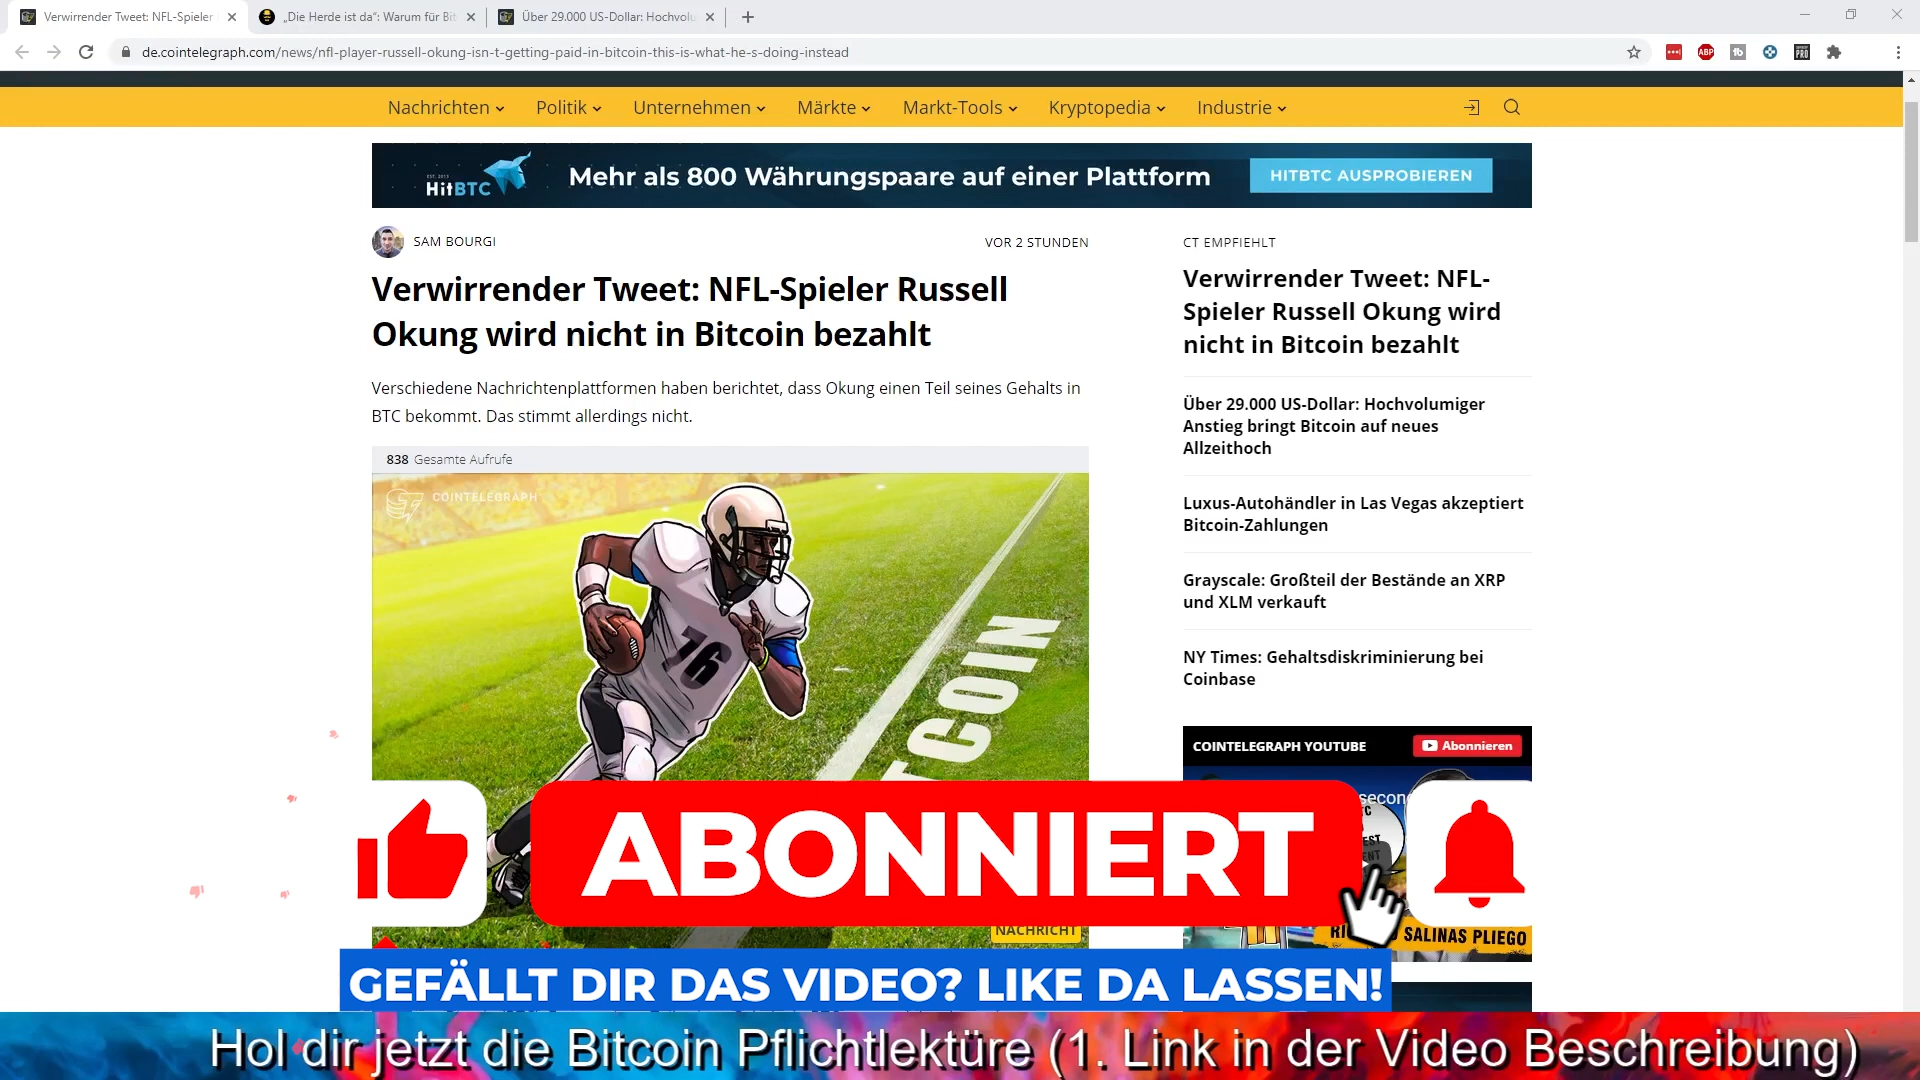 Verwirrender Tweet: NFL-Spieler
„Die Herde ist da“: Warum für Bit
Über 29.000 US-Dollar: Hochvolu
de.cointelegraph.com/news/nfl-player-russell-okung-isn-t-getting-paid-in-bitcoin-this-is-what-he-s-doing-instead
ABP
PRO
Nachrichten
Politik
Unternehmen
Märkte
Markt-Tools
Kryptopedia
Industrie
HitBTC
Mehr als 800 Währungspaare auf einer Plattform
HITBTC AUSPROBIEREN
SAM BOURGI
VOR 2 STUNDEN
Verwirrender Tweet: NFL-Spieler Russell
Okung wird nicht in Bitcoin bezahlt
Verschiedene Nachrichtenplattformen haben berichtet, dass Okung einen Teil seines Gehalts in
BTC bekommt. Das stimmt allerdings nicht.
838 Gesamte Aufrufe
COINTELEGRAPH
76
TCOIN
NACHRICHT
CT EMPFIEHLT
Verwirrender Tweet: NFL-
Spieler Russell Okung wird
nicht in Bitcoin bezahlt
Über 29.000 US-Dollar: Hochvolumiger
Anstieg bringt Bitcoin auf neues
Allzeithoch
Luxus-Autohändler in Las Vegas akzeptiert
Bitcoin-Zahlungen
Grayscale: Großteil der Bestände an XRP
und XLM verkauft
NY Times: Gehaltsdiskriminierung bei
Coinbase
COINTELEGRAPH YOUTUBE
Abonnieren
SALINAS PLIEGO
ABONNIERT
GEFÄLLT DIR DAS VIDEO? LIKE DA LASSEN!
Hol dir jetzt die Bitcoin Pflichtlektüre (1. Link in der Video Beschreibung)